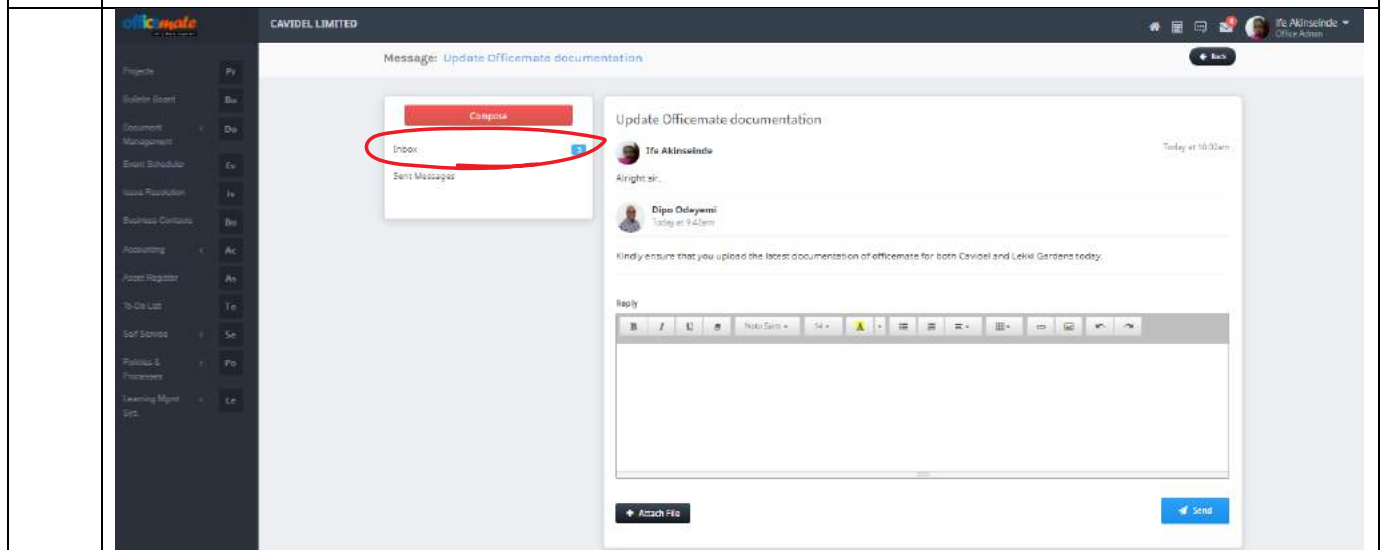 officemate
CAVIDEL LIMITED
Ife Akinseinde
Office Admin
Message: Update Officemate documentation
Back
Projects Pr
Bulletin Board Bu
Document Management Do
Event Scheduler Ev
Issue Resolution Is
Business Contacts Bu
Accounting Ac
Asset Register As
To-Do List To
Self Service Se
Policies & Processes Po
Learning Mgmt Sys. Le
Compose
Inbox
Sent Messages
Update Officemate documentation
Ife Akinseinde
Today at 10:02am
Alright sir.
Dipo Odeyemi
Today at 9:42am
Kindly ensure that you upload the latest documentation of officemate for both Cavidel and Lekki Gardens today.
Reply
B I U Noto Sans 14 A
Attach File
Send